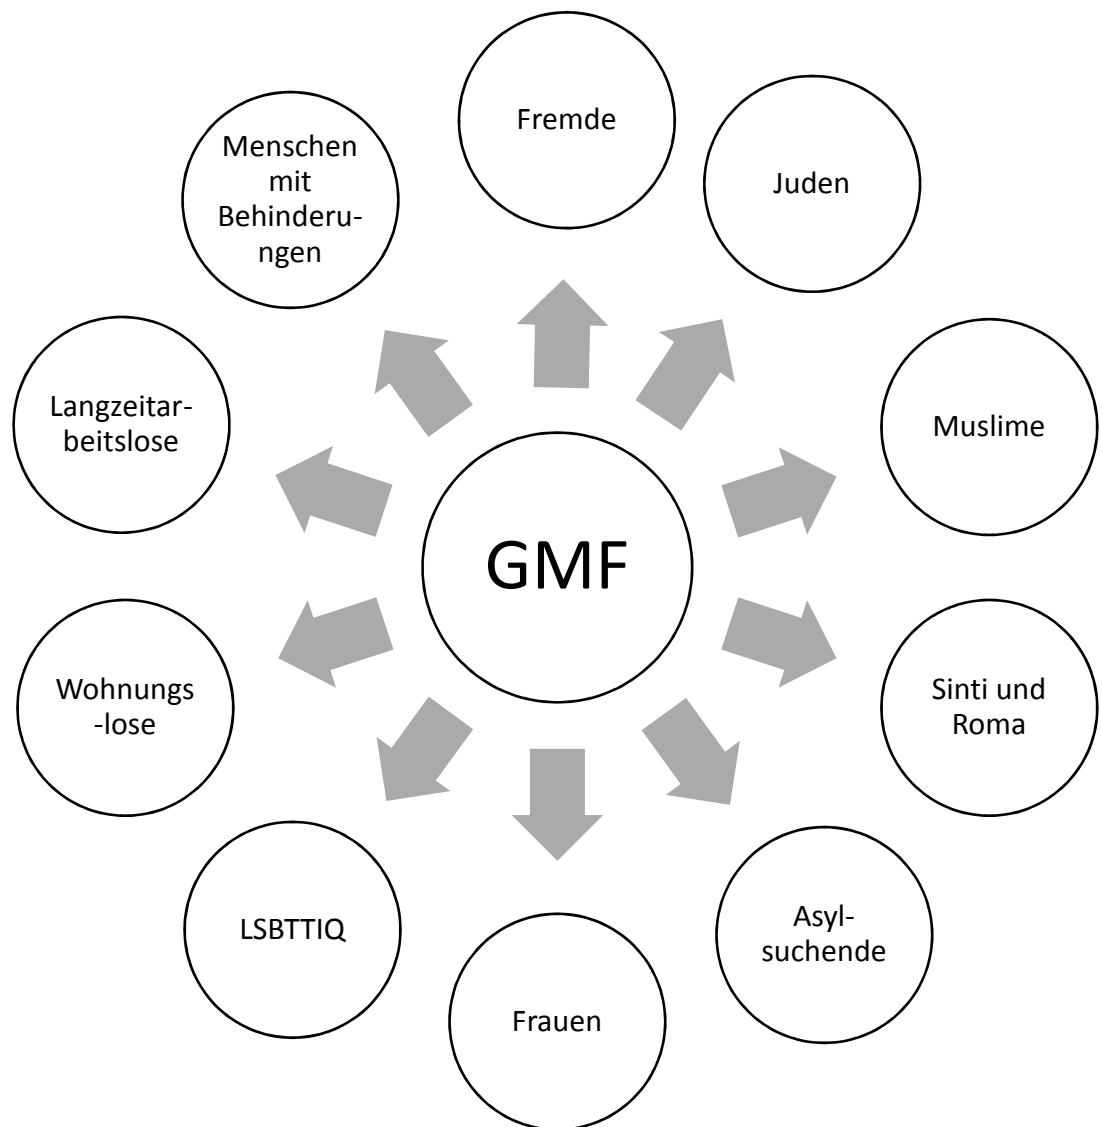 Fremde
Juden
Muslime
Sinti und
Roma
Asyl-
suchende
Frauen
LSBTTIQ
Wohnungs
-lose
Langzeitar-
beitslose
Menschen
mit
Behinderu-
ngen
GMF